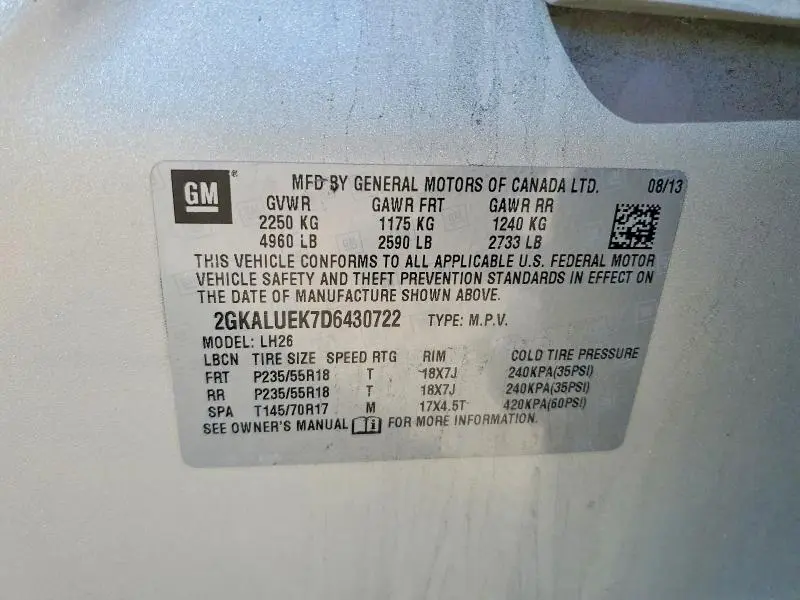 GM® MFD BY GENERAL MOTORS OF CANADA LTD. 08/13
GVWR GAWR FRT GAWR RR
2250 KG 1175 KG 1240 KG
4960 LB 2590 LB 2733 LB
THIS VEHICLE CONFORMS TO ALL APPLICABLE U.S. FEDERAL MOTOR
VEHICLE SAFETY AND THEFT PREVENTION STANDARDS IN EFFECT ON
THE DATE OF MANUFACTURE SHOWN ABOVE.
2GKALUEK7D6430722 TYPE: M.P.V.
MODEL: LH26
LBCN TIRE SIZE SPEED RTG RIM COLD TIRE PRESSURE
FRT P235/55R18 T 18X7J 240KPA(35PSI)
RR P235/55R18 T 18X7J 240KPA(35PSI)
SPA T145/70R17 M 17X4.5T 420KPA(60PSI)
SEE OWNER'S MANUAL i FOR MORE INFORMATION.